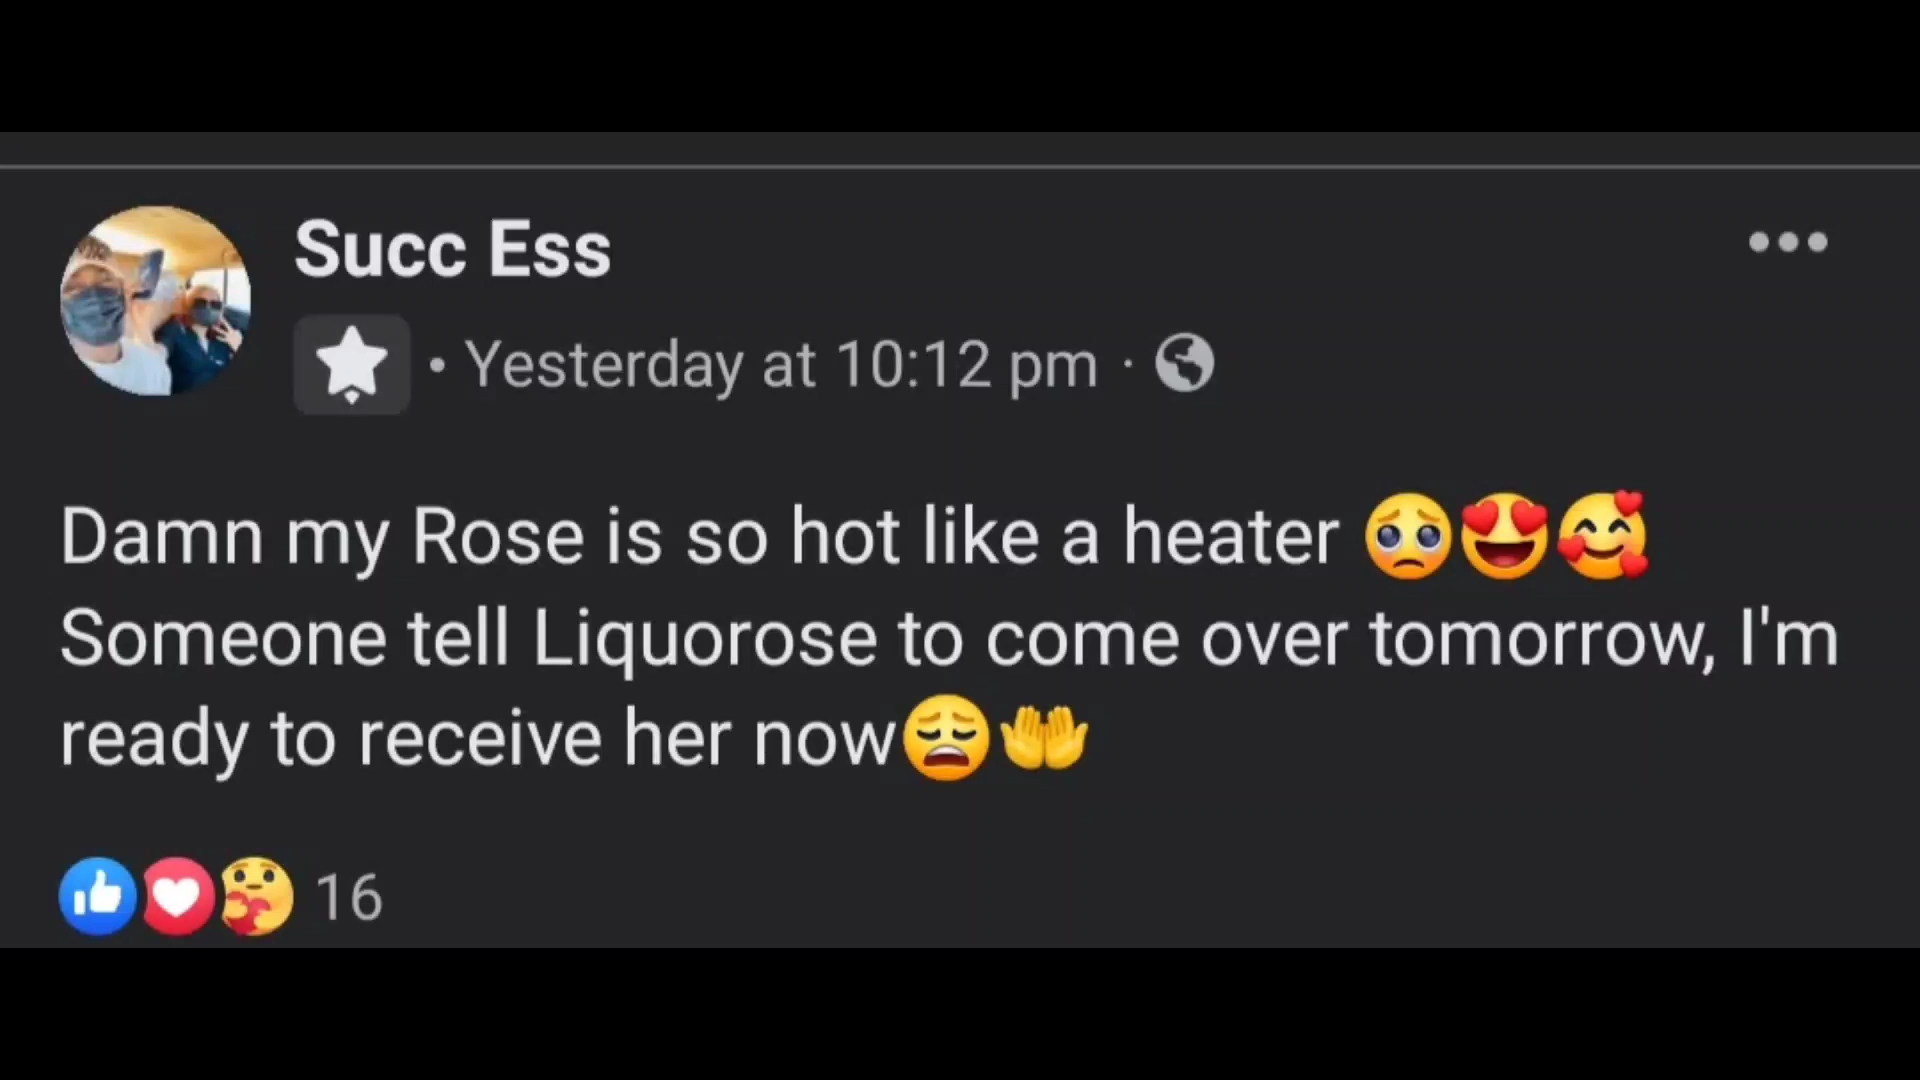 Succ Ess
• Yesterday at 10:12 pm ·
Damn my Rose is so hot like a heater 🥺😍🥰
Someone tell Liquorose to come over tomorrow, I'm
ready to receive her now😩🤲
16